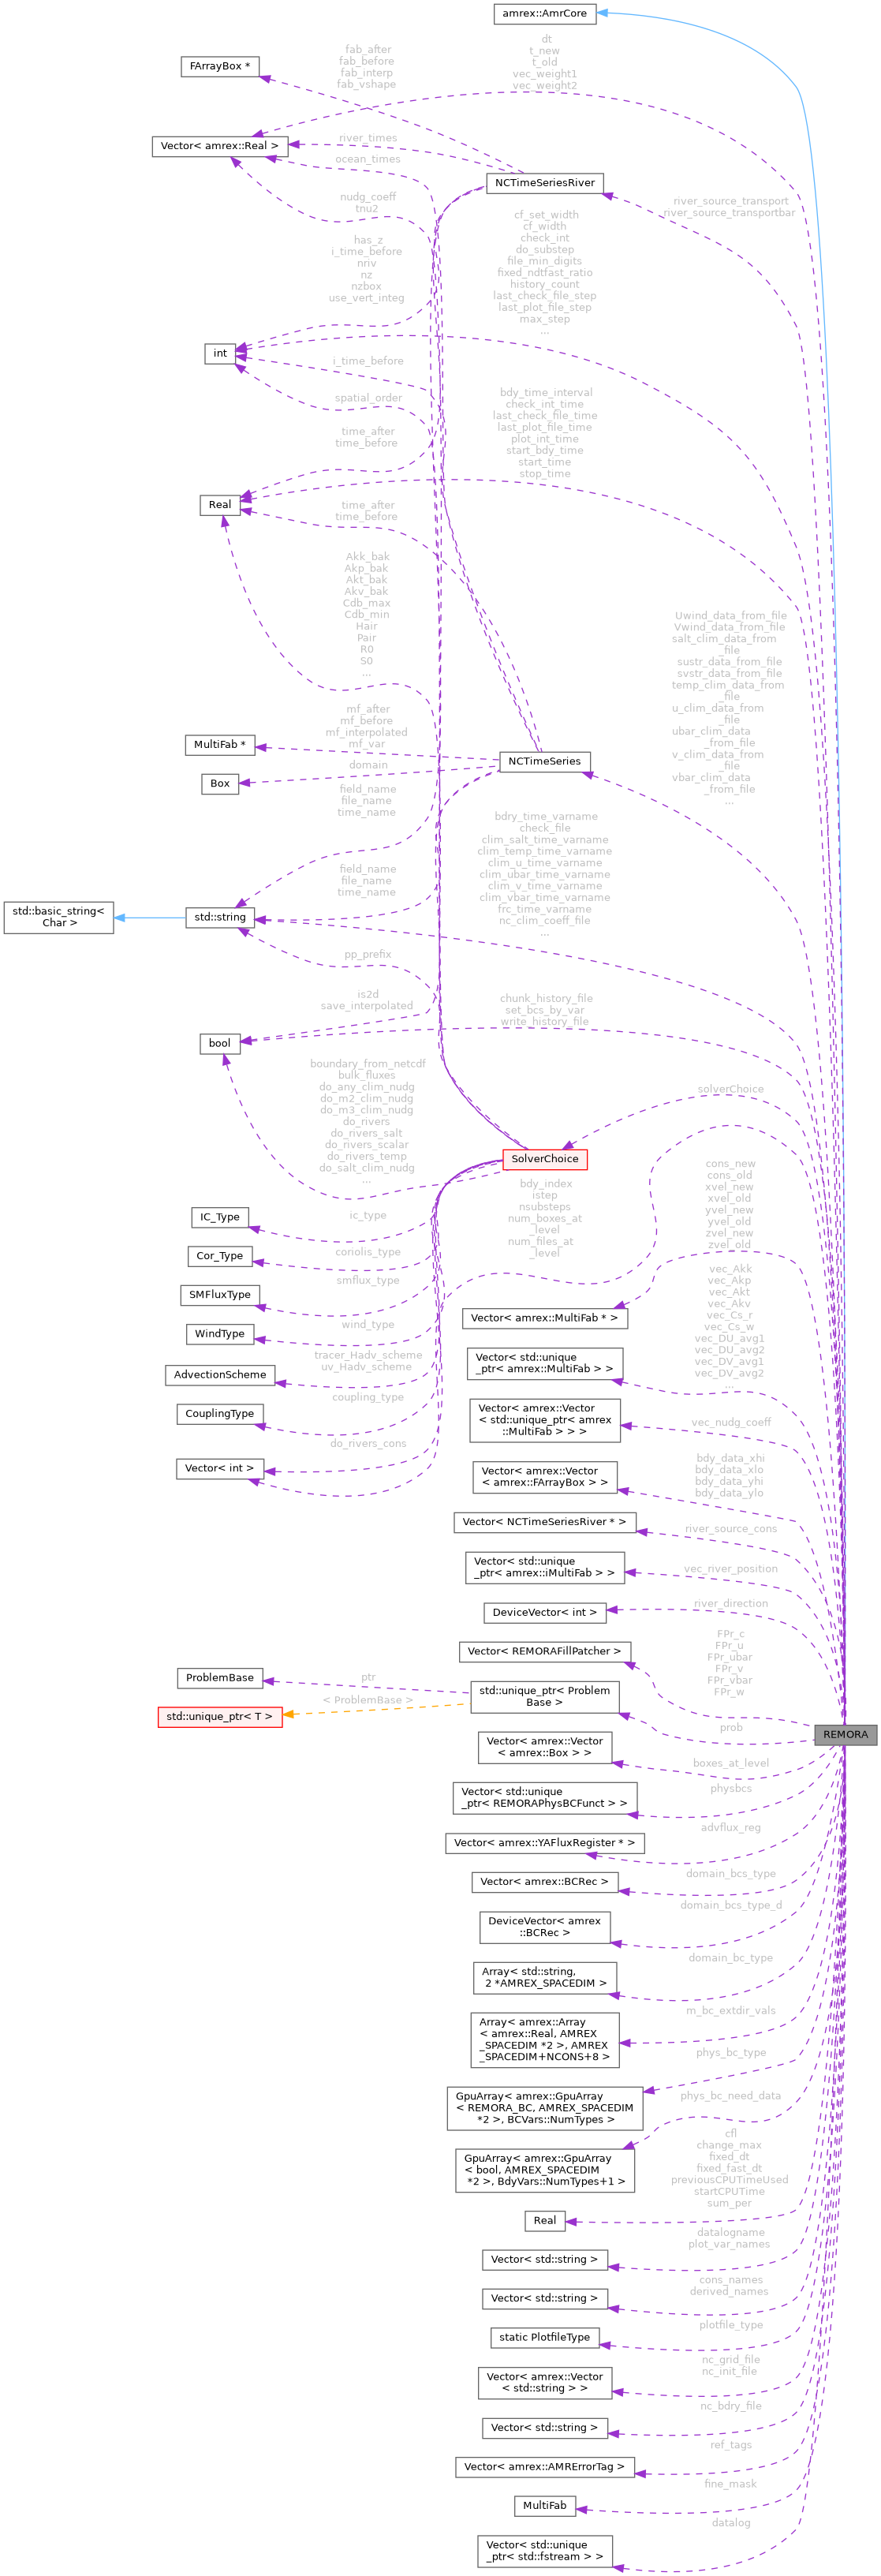 amrex::AmrCore
fab_after
fab_before
fab_interp
fab_vshape
FArrayBox *
dt
t_new
t_old
vec_weight1
vec_weight2
Vector< amrex::Real >
river_times
ocean_times
NCTimeSeriesRiver
river_source_transport
river_source_transportbar
nudg_coeff
tnu2
has_z
i_time_before
nriv
nz
nzbox
use_vert_integ
cf_set_width
cf_width
check_int
do_substep
file_min_digits
fixed_ndtfast_ratio
history_count
last_check_file_step
last_plot_file_step
max_step
...
int
i_time_before
spatial_order
time_after
time_before
bdy_time_interval
check_int_time
last_check_file_time
last_plot_file_time
plot_int_time
start_bdy_time
start_time
stop_time
Real
time_after
time_before
Akk_bak
Akp_bak
Akt_bak
Akv_bak
Cdb_max
Cdb_min
Hair
Pair
R0
S0
...
Uwind_data_from_file
Vwind_data_from_file
salt_clim_data_from
_file
sustr_data_from_file
svstr_data_from_file
temp_clim_data_from
_file
u_clim_data_from
_file
ubar_clim_data
_from_file
v_clim_data_from
_file
vbar_clim_data
_from_file
...
mf_after
mf_before
mf_interpolated
mf_var
MultiFab *
NCTimeSeries
domain
Box
field_name
file_name
time_name
bdry_time_varname
check_file
clim_salt_time_varname
clim_temp_time_varname
clim_u_time_varname
clim_ubar_time_varname
clim_v_time_varname
clim_vbar_time_varname
frc_time_varname
nc_clim_coeff_file
...
field_name
file_name
time_name
std::basic_string<
Char >
std::string
pp_prefix
is2d
save_interpolated
chunk_history_file
set_bcs_by_var
write_history_file
bool
boundary_from_netcdf
bulk_fluxes
do_any_clim_nudg
do_m2_clim_nudg
do_m3_clim_nudg
do_rivers
do_rivers_salt
do_rivers_scalar
do_rivers_temp
do_salt_clim_nudg
...
solverChoice
SolverChoice
bdy_index
istep
nsubsteps
num_boxes_at
_level
num_files_at
_level
cons_new
cons_old
xvel_new
xvel_old
yvel_new
yvel_old
zvel_new
zvel_old
IC_Type
ic_type
Cor_Type
coriolis_type
SMFluxType
smflux_type
WindType
wind_type
AdvectionScheme
tracer_Hadv_scheme
uv_Hadv_scheme
CouplingType
coupling_type
Vector< int >
do_rivers_cons
Vector< amrex::MultiFab * >
vec_Akk
vec_Akp
vec_Akt
vec_Akv
vec_Cs_r
vec_Cs_w
vec_DU_avg1
vec_DU_avg2
vec_DV_avg1
vec_DV_avg2
...
Vector< std::unique
_ptr< amrex::MultiFab > >
Vector< amrex::Vector
< std::unique_ptr< amrex
::MultiFab > > >
vec_nudg_coeff
Vector< amrex::Vector
< amrex::FArrayBox > >
bdy_data_xhi
bdy_data_xlo
bdy_data_yhi
bdy_data_ylo
Vector< NCTimeSeriesRiver * >
river_source_cons
Vector< std::unique
_ptr< amrex::iMultiFab > >
vec_river_position
DeviceVector< int >
river_direction
Vector< REMORAFillPatcher >
FPr_c
FPr_u
FPr_ubar
FPr_v
FPr_vbar
FPr_w
ProblemBase
ptr
std::unique_ptr< Problem
Base >
std::unique_ptr< T >
< ProblemBase >
prob
REMORA
Vector< amrex::Vector
< amrex::Box > >
boxes_at_level
Vector< std::unique
_ptr< REMORAPhysBCFunct > >
physbcs
Vector< amrex::YAFluxRegister * >
advflux_reg
Vector< amrex::BCRec >
domain_bcs_type
DeviceVector< amrex
::BCRec >
domain_bcs_type_d
Array< std::string,
2 *AMREX_SPACEDIM >
domain_bc_type
Array< amrex::Array
< amrex::Real, AMREX
_SPACEDIM *2 >, AMREX
_SPACEDIM+NCONS+8 >
m_bc_extdir_vals
GpuArray< amrex::GpuArray
< REMORA_BC, AMREX_SPACEDIM
*2 >, BCVars::NumTypes >
phys_bc_type
GpuArray< amrex::GpuArray
< bool, AMREX_SPACEDIM
*2 >, BdyVars::NumTypes+1 >
phys_bc_need_data
Real
cfl
change_max
fixed_dt
fixed_fast_dt
previousCPUTimeUsed
startCPUTime
sum_per
Vector< std::string >
datalogname
plot_var_names
Vector< std::string >
cons_names
derived_names
static PlotfileType
plotfile_type
Vector< amrex::Vector
< std::string > >
nc_grid_file
nc_init_file
Vector< std::string >
nc_bdry_file
Vector< amrex::AMRErrorTag >
ref_tags
MultiFab
fine_mask
Vector< std::unique
_ptr< std::fstream > >
datalog